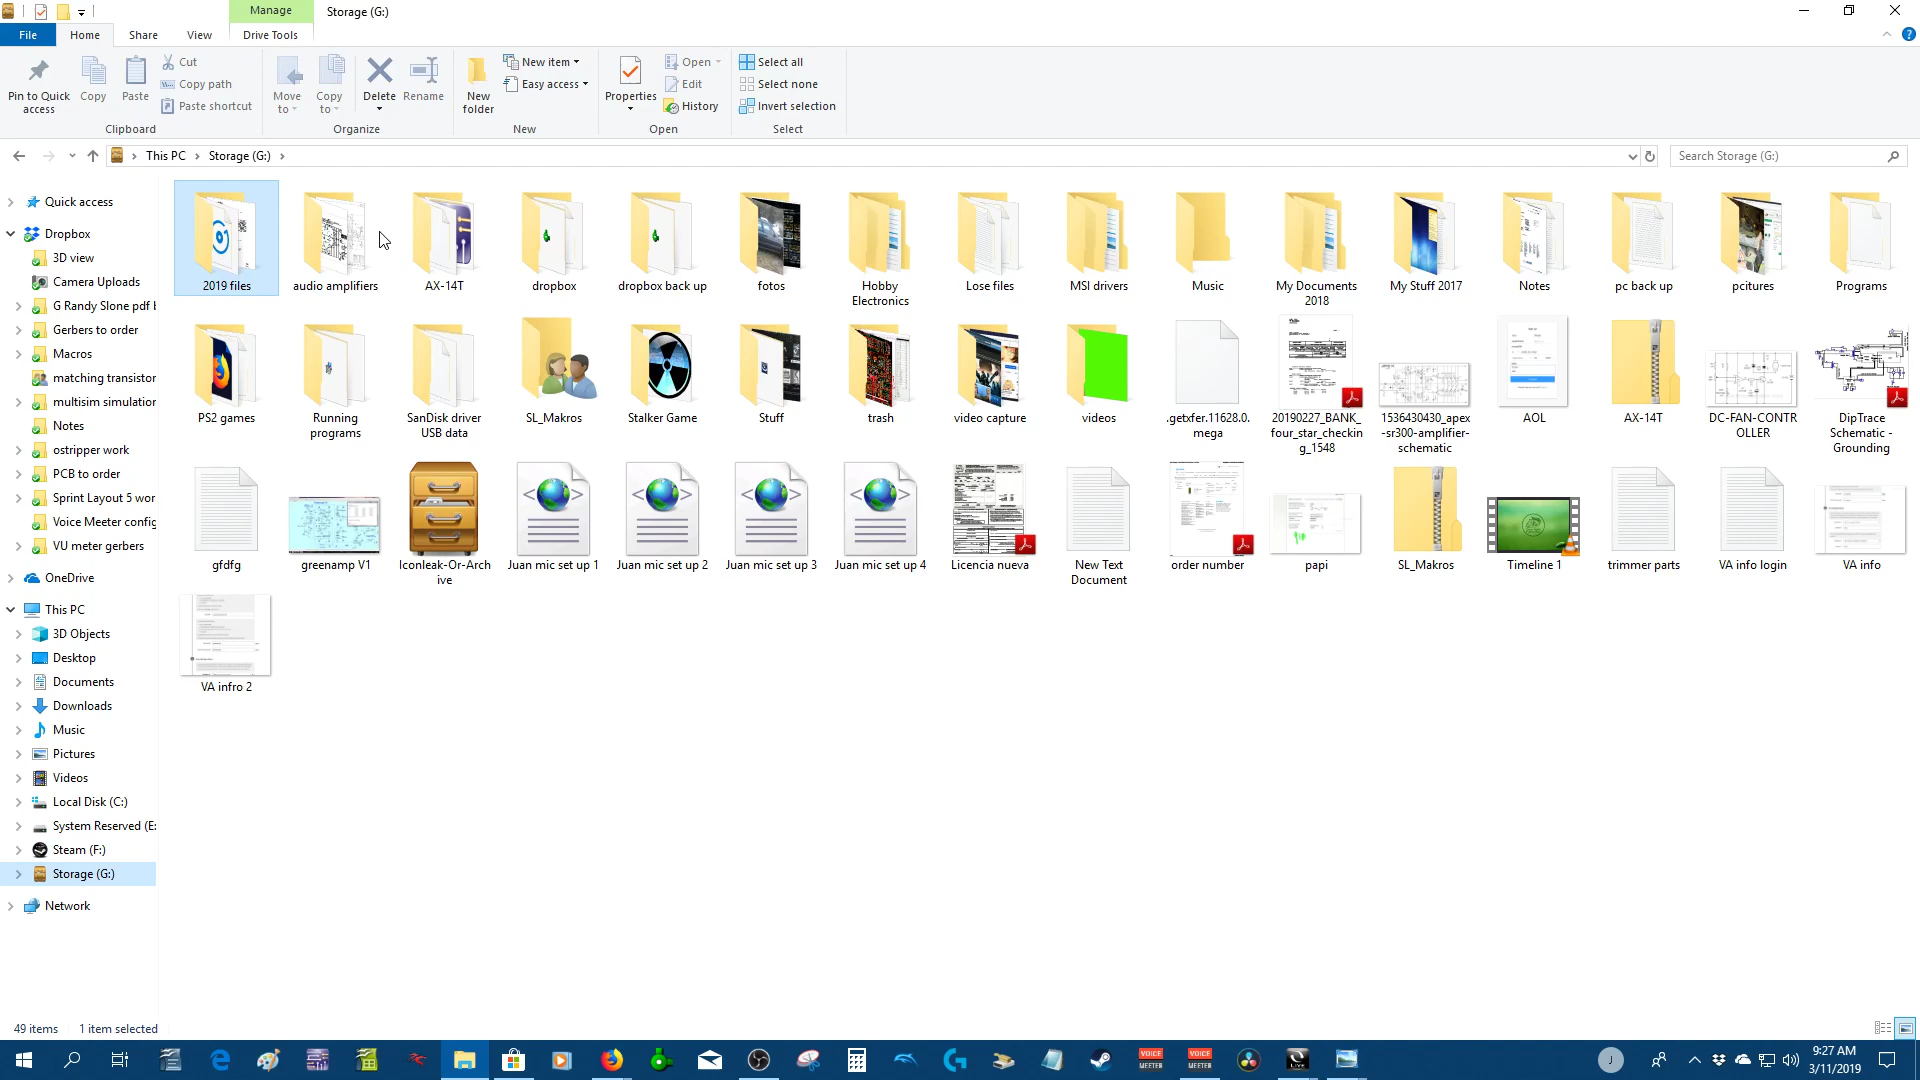 Manage
Storage (G:)
File
Home
Share
View
Drive Tools
Pin to Quick
access
Copy
Paste
Cut
Copy path
Paste shortcut
Clipboard
Move
to
Copy
to
Delete
Rename
Organize
New
folder
New item
Easy access
New
Properties
Open
Edit
History
Open
Select all
Select none
Invert selection
Select
This PC
Storage (G:)
Search Storage (G:)
Quick access
Dropbox
3D view
Camera Uploads
G Randy Slone pdf b
Gerbers to order
Macros
matching transistor
multisim simulation
Notes
ostripper work
PCB to order
Sprint Layout 5 wor
Voice Meeter config
VU meter gerbers
OneDrive
This PC
3D Objects
Desktop
Documents
Downloads
Music
Pictures
Videos
Local Disk (C:)
System Reserved (E:
Steam (F:)
Storage (G:)
Network
2019 files
audio amplifiers
AX-14T
dropbox
dropbox back up
fotos
Hobby
Electronics
Lose files
MSI drivers
Music
My Documents
2018
My Stuff 2017
Notes
pc back up
pcitures
Programs
PS2 games
Running
programs
SanDisk driver
USB data
SL_Makros
Stalker Game
Stuff
trash
video capture
videos
.getxfer.11628.0.
mega
20190227_BANK_
four_star_checkin
g_1548
1536430430_apex
-sr300-amplifier-
schematic
AOL
AX-14T
DC-FAN-CONTR
OLLER
DipTrace
Schematic -
Grounding
gfdfg
greenamp V1
Iconleak-Or-Arch
ive
Juan mic set up 1
Juan mic set up 2
Juan mic set up 3
Juan mic set up 4
Licencia nueva
New Text
Document
order number
papi
SL_Makros
Timeline 1
trimmer parts
VA info login
VA info
VA infro 2
49 items
1 item selected
VOICE
MEETER
VOICE
MEETER
LIVE
J
9:27 AM
3/11/2019